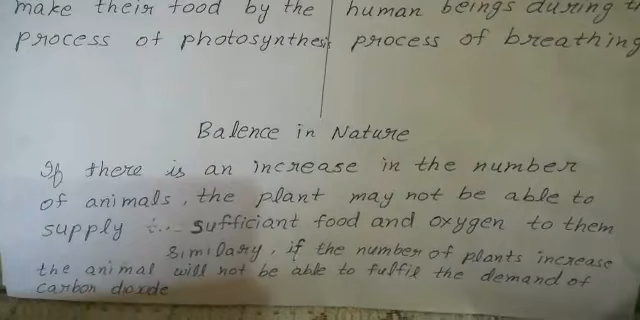 make their food by the human beings during
process of photosynthesis process of breathing
Balence in Nature
If there is an increase in the number
of animals, the plant may not be able to
supply sufficiant food and oxygen to them
Similary, if the number of plants increase
the animal will not be able to fulfil the demand of
carbon dioxde